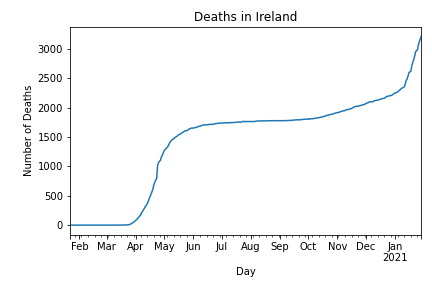 Deaths in Ireland
Number of Deaths
3000
2500
2000
1500
1000
500
0
Feb Mar Apr May Jun Jul Aug Sep Oct Nov Dec Jan
2021
Day